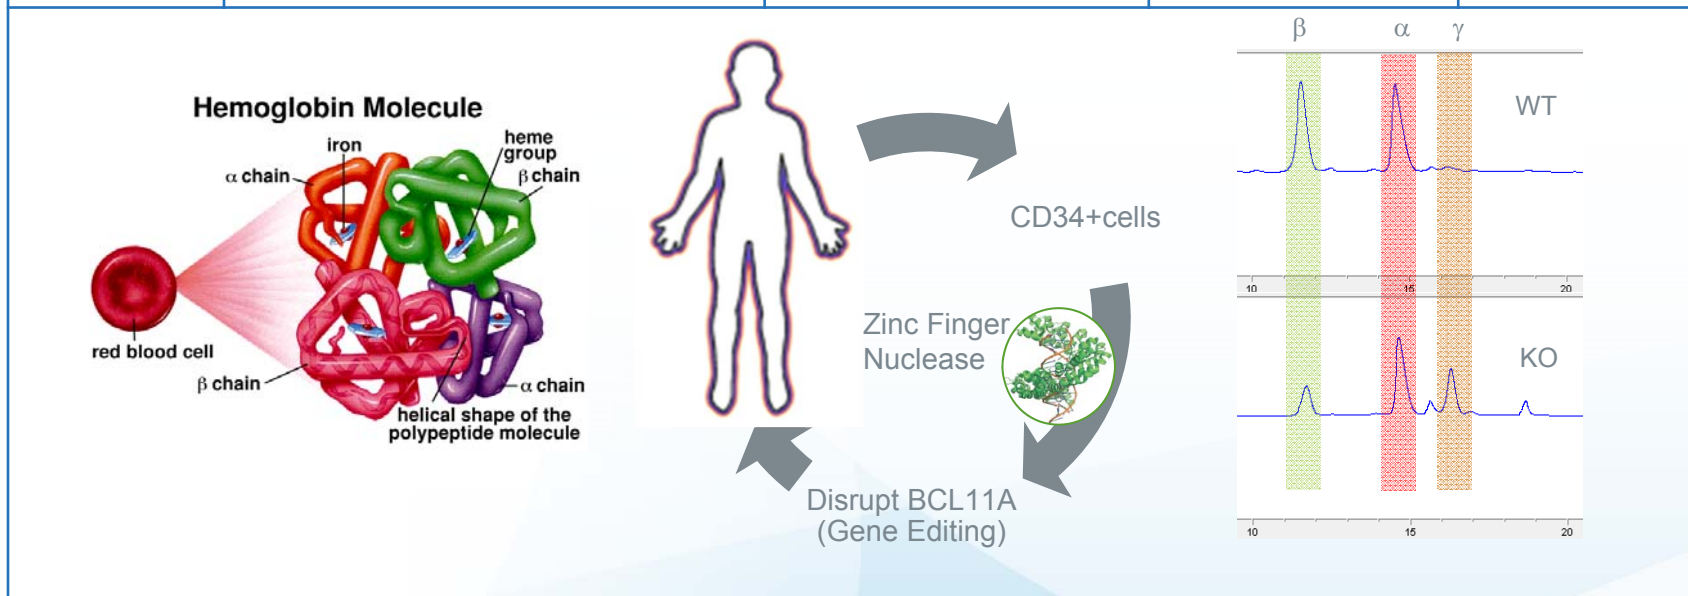 Hemoglobin Molecule
iron
heme
group
α chain
β chain
red blood cell
β chain
α chain
helical shape of the
polypeptide molecule
CD34+cells
Zinc Finger
Nuclease
Disrupt BCL11A
(Gene Editing)
β α γ
WT
10 15 20
KO
10 15 20